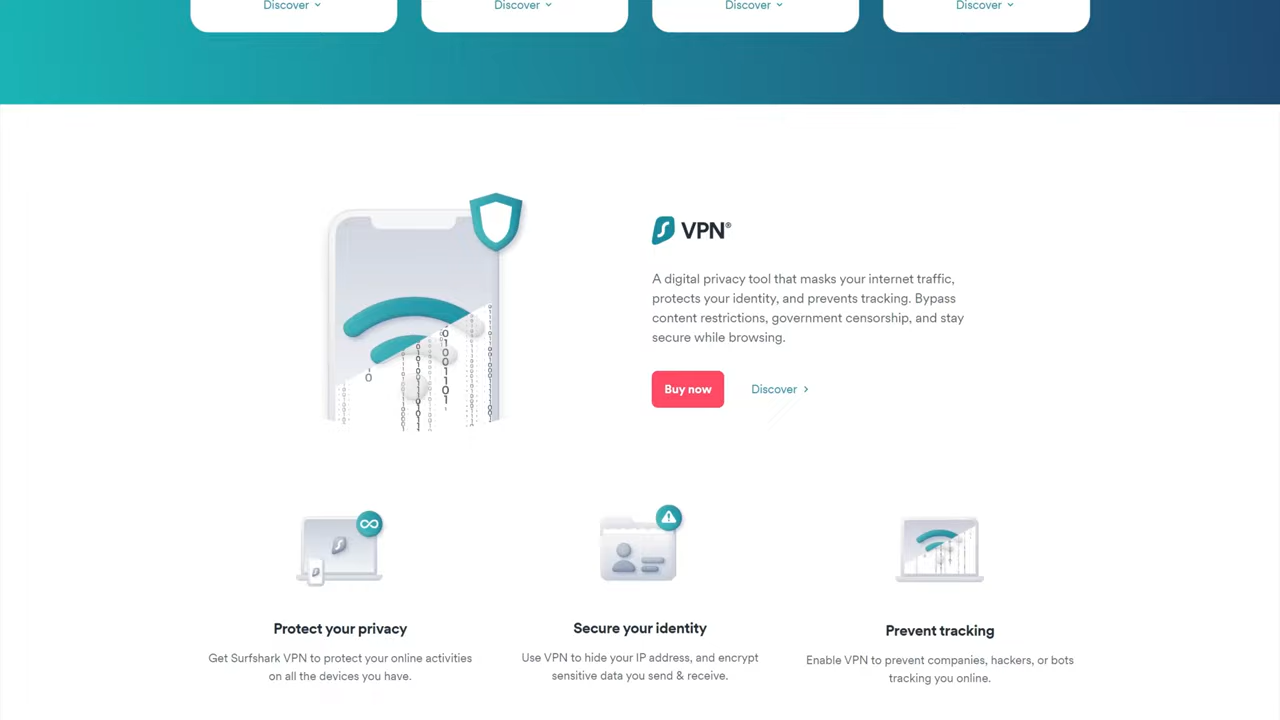 Discover
Discover
Discover
Discover
VPN®
A digital privacy tool that masks your internet traffic,
protects your identity, and prevents tracking. Bypass
content restrictions, government censorship, and stay
secure while browsing.
Buy now
Discover
Protect your privacy
Get Surfshark VPN to protect your online activities
on all the devices you have.
Secure your identity
Use VPN to hide your IP address, and encrypt
sensitive data you send & receive.
Prevent tracking
Enable VPN to prevent companies, hackers, or bots
tracking you online.